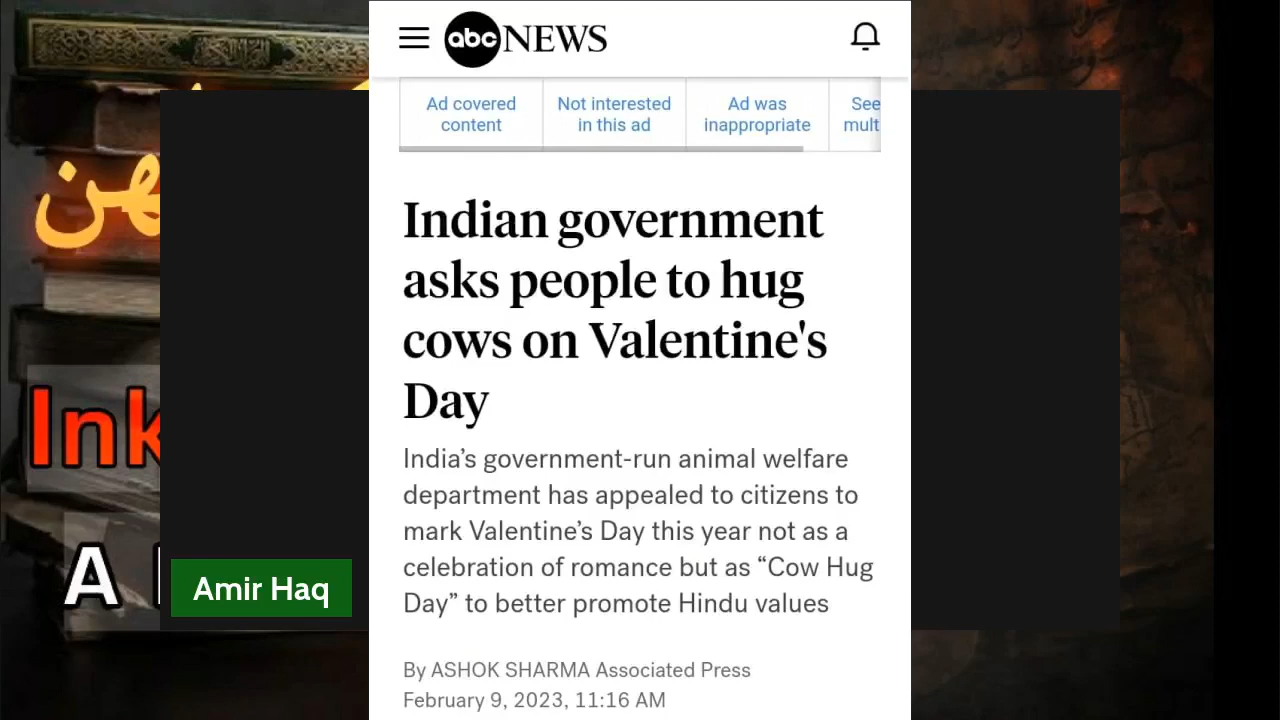 abc NEWS
Ad covered
content
Not interested
in this ad
Ad was
inappropriate
See
mult
Indian government
asks people to hug
cows on Valentine's
Day
India’s government-run animal welfare
department has appealed to citizens to
mark Valentine’s Day this year not as a
celebration of romance but as “Cow Hug
Day” to better promote Hindu values
By ASHOK SHARMA Associated Press
February 9, 2023, 11:16 AM
Ink
A
Amir Haq